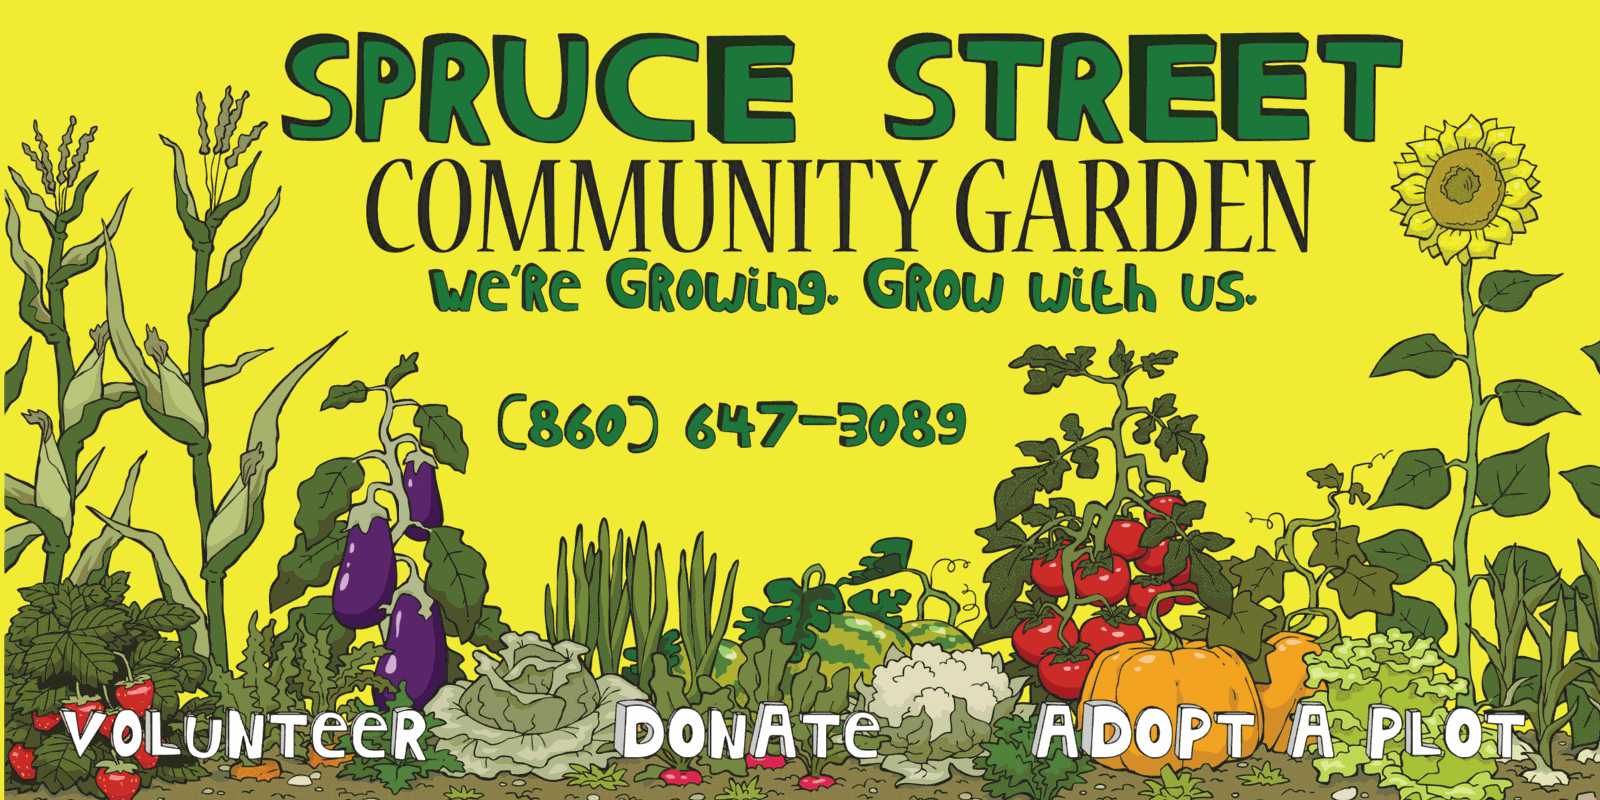 SPRUCE STREET
COMMUNITY GARDEN
We're Growing. Grow with us.
(860) 647-3089
VOLUNTeeR DONATe ADOPT A PLOT